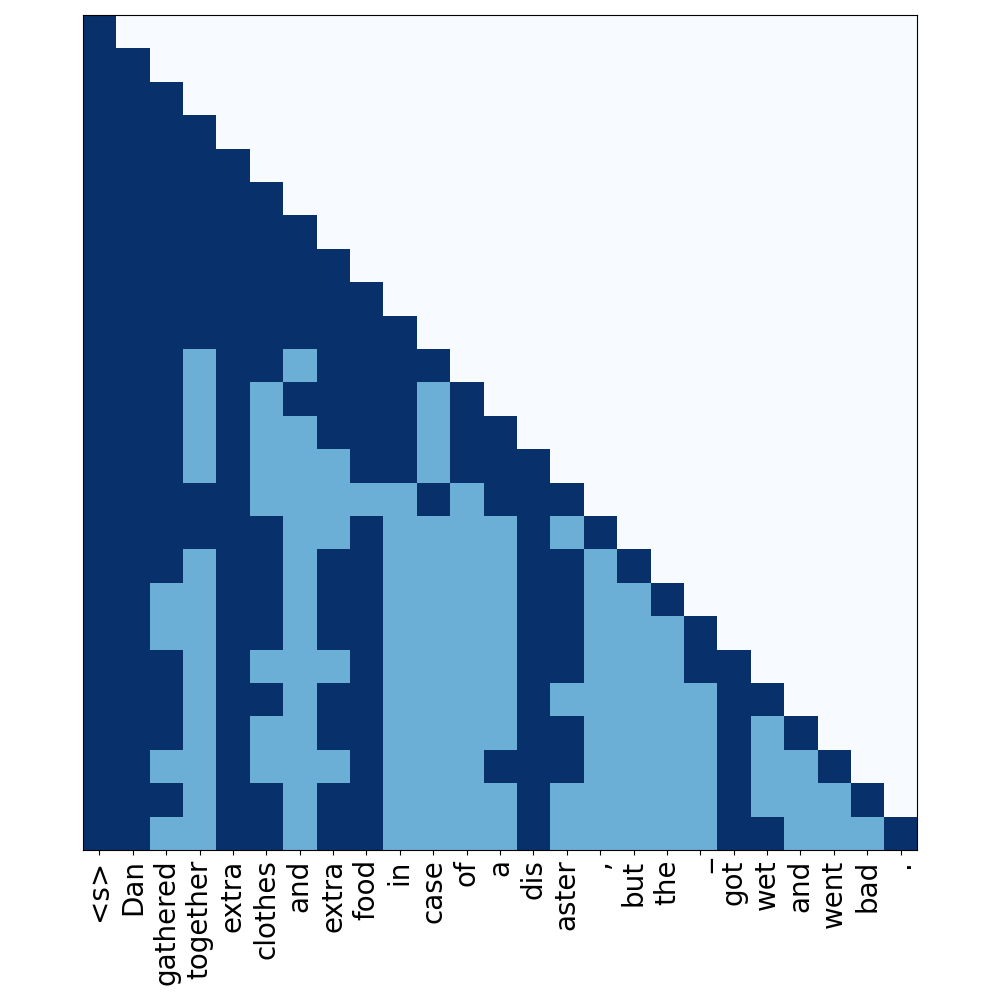 <s>
Dan
gathered
together
extra
clothes
and
extra
food
in
case
of
a
dis
aster
,
but
the
_
got
wet
and
went
bad
.